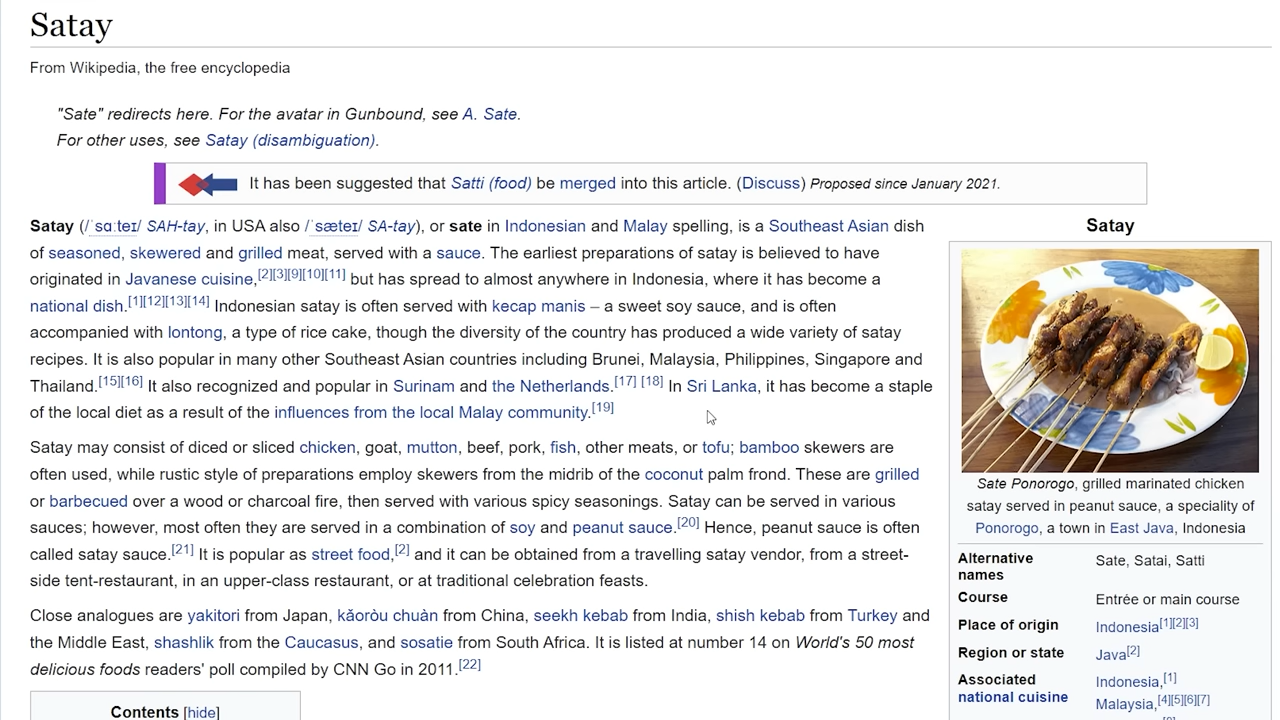 Satay
From Wikipedia, the free encyclopedia
"Sate" redirects here. For the avatar in Gunbound, see A. Sate.
For other uses, see Satay (disambiguation).
It has been suggested that Satti (food) be merged into this article. (Discuss) Proposed since January 2021.
Satay (/ˈsɑːteɪ/ SAH-tay, in USA also /ˈsæteɪ/ SA-tay), or sate in Indonesian and Malay spelling, is a Southeast Asian dish
of seasoned, skewered and grilled meat, served with a sauce. The earliest preparations of satay is believed to have
originated in Javanese cuisine,[2][3][9][10][11] but has spread to almost anywhere in Indonesia, where it has become a
national dish.[1][12][13][14] Indonesian satay is often served with kecap manis – a sweet soy sauce, and is often
accompanied with lontong, a type of rice cake, though the diversity of the country has produced a wide variety of satay
recipes. It is also popular in many other Southeast Asian countries including Brunei, Malaysia, Philippines, Singapore and
Thailand.[15][16] It also recognized and popular in Surinam and the Netherlands.[17] [18] In Sri Lanka, it has become a staple
of the local diet as a result of the influences from the local Malay community.[19]
Satay may consist of diced or sliced chicken, goat, mutton, beef, pork, fish, other meats, or tofu; bamboo skewers are
often used, while rustic style of preparations employ skewers from the midrib of the coconut palm frond. These are grilled
or barbecued over a wood or charcoal fire, then served with various spicy seasonings. Satay can be served in various
sauces; however, most often they are served in a combination of soy and peanut sauce.[20] Hence, peanut sauce is often
called satay sauce.[21] It is popular as street food,[2] and it can be obtained from a travelling satay vendor, from a street-
side tent-restaurant, in an upper-class restaurant, or at traditional celebration feasts.
Close analogues are yakitori from Japan, kǎoròu chuàn from China, seekh kebab from India, shish kebab from Turkey and
the Middle East, shashlik from the Caucasus, and sosatie from South Africa. It is listed at number 14 on World's 50 most
delicious foods readers' poll compiled by CNN Go in 2011.[22]
Contents [hide]
Satay
Sate Ponorogo, grilled marinated chicken
satay served in peanut sauce, a speciality of
Ponorogo, a town in East Java, Indonesia
Alternative names Sate, Satai, Satti
Course Entrée or main course
Place of origin Indonesia[1][2][3]
Region or state Java[2]
Associated national cuisine Indonesia,[1]
Malaysia,[4][5][6][7]